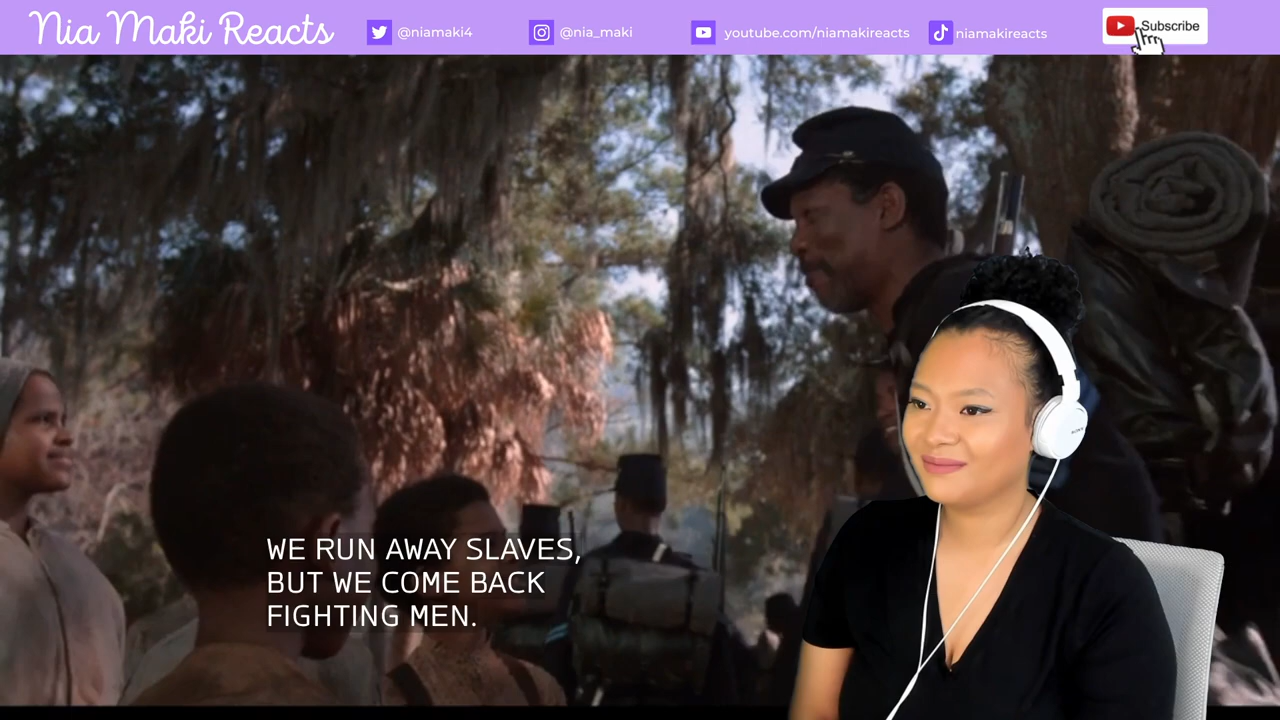 Nia Maki Reacts
@niamaki4
@nia_maki
youtube.com/niamakireacts
niamakireacts
Subscribe
WE RUN AWAY SLAVES,
BUT WE COME BACK
FIGHTING MEN.
SONY